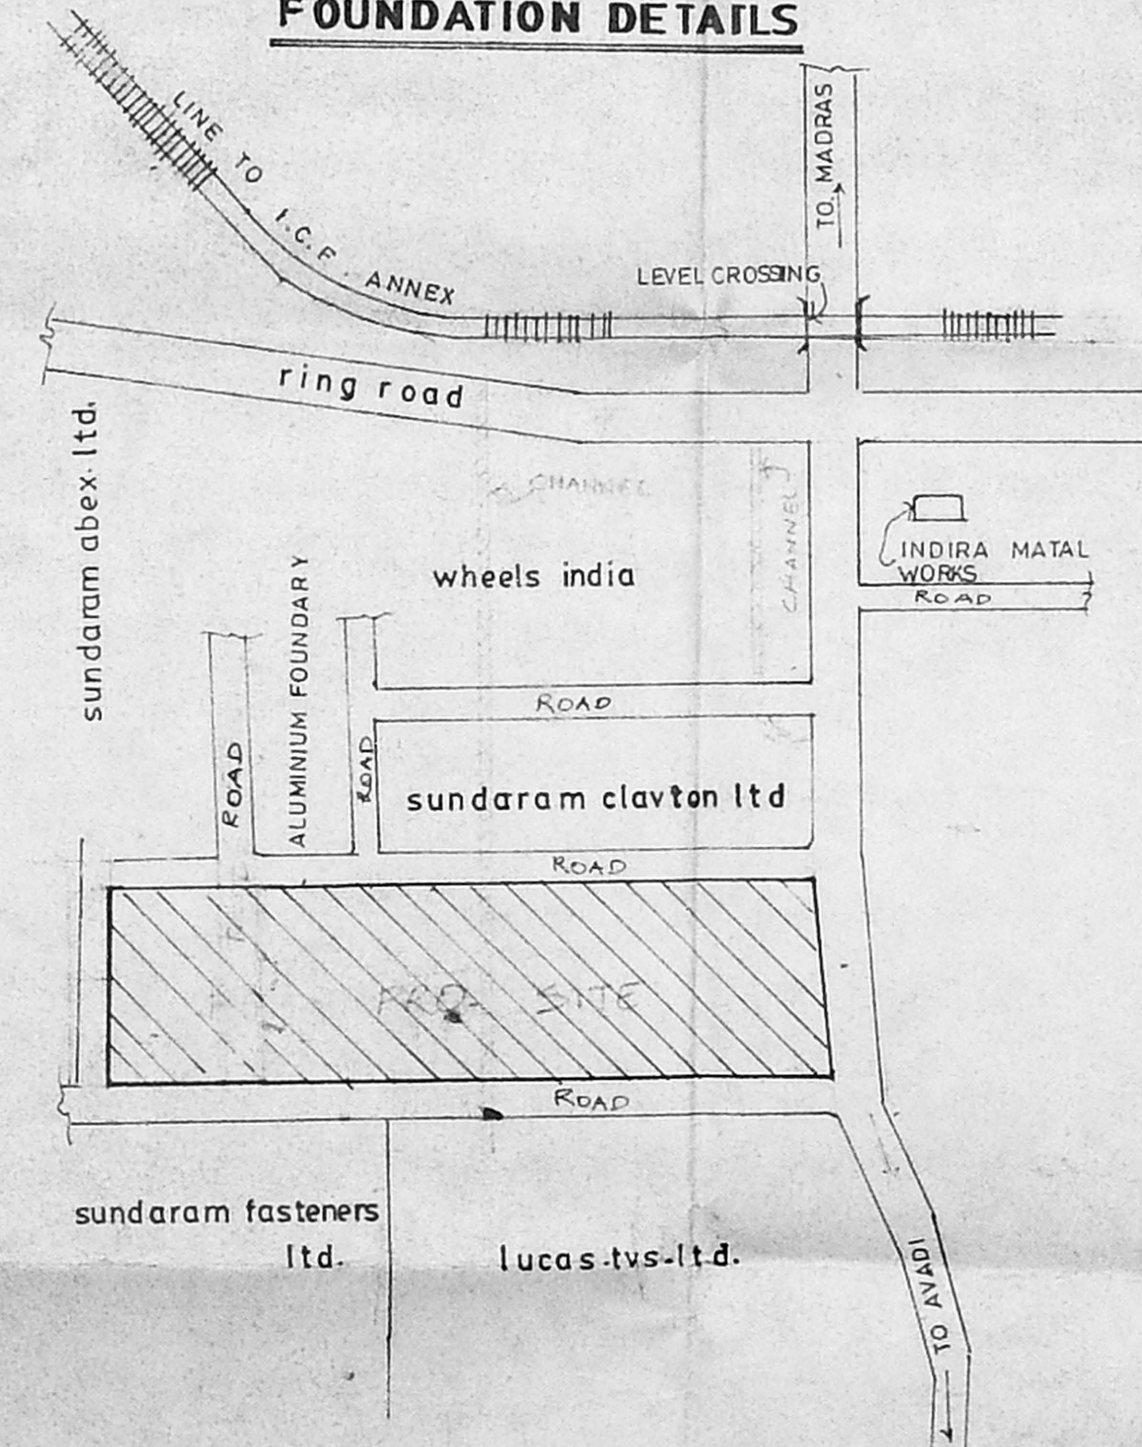 FOUNDATION DETAILS
LINE TO I.C.F. ANNEX
TO MADRAS
LEVEL CROSSING
ring road
sundaram abex. ltd.
CHANNEL
CHANNEL
wheels india
INDIRA MATAL
WORKS
ROAD
ALUMINIUM FOUNDARY
ROAD
ROAD
ROAD
sundaram clavton ltd
ROAD
PRO. SITE
ROAD
sundaram fasteners
ltd.
lucas.tvs.ltd.
TO AVADI